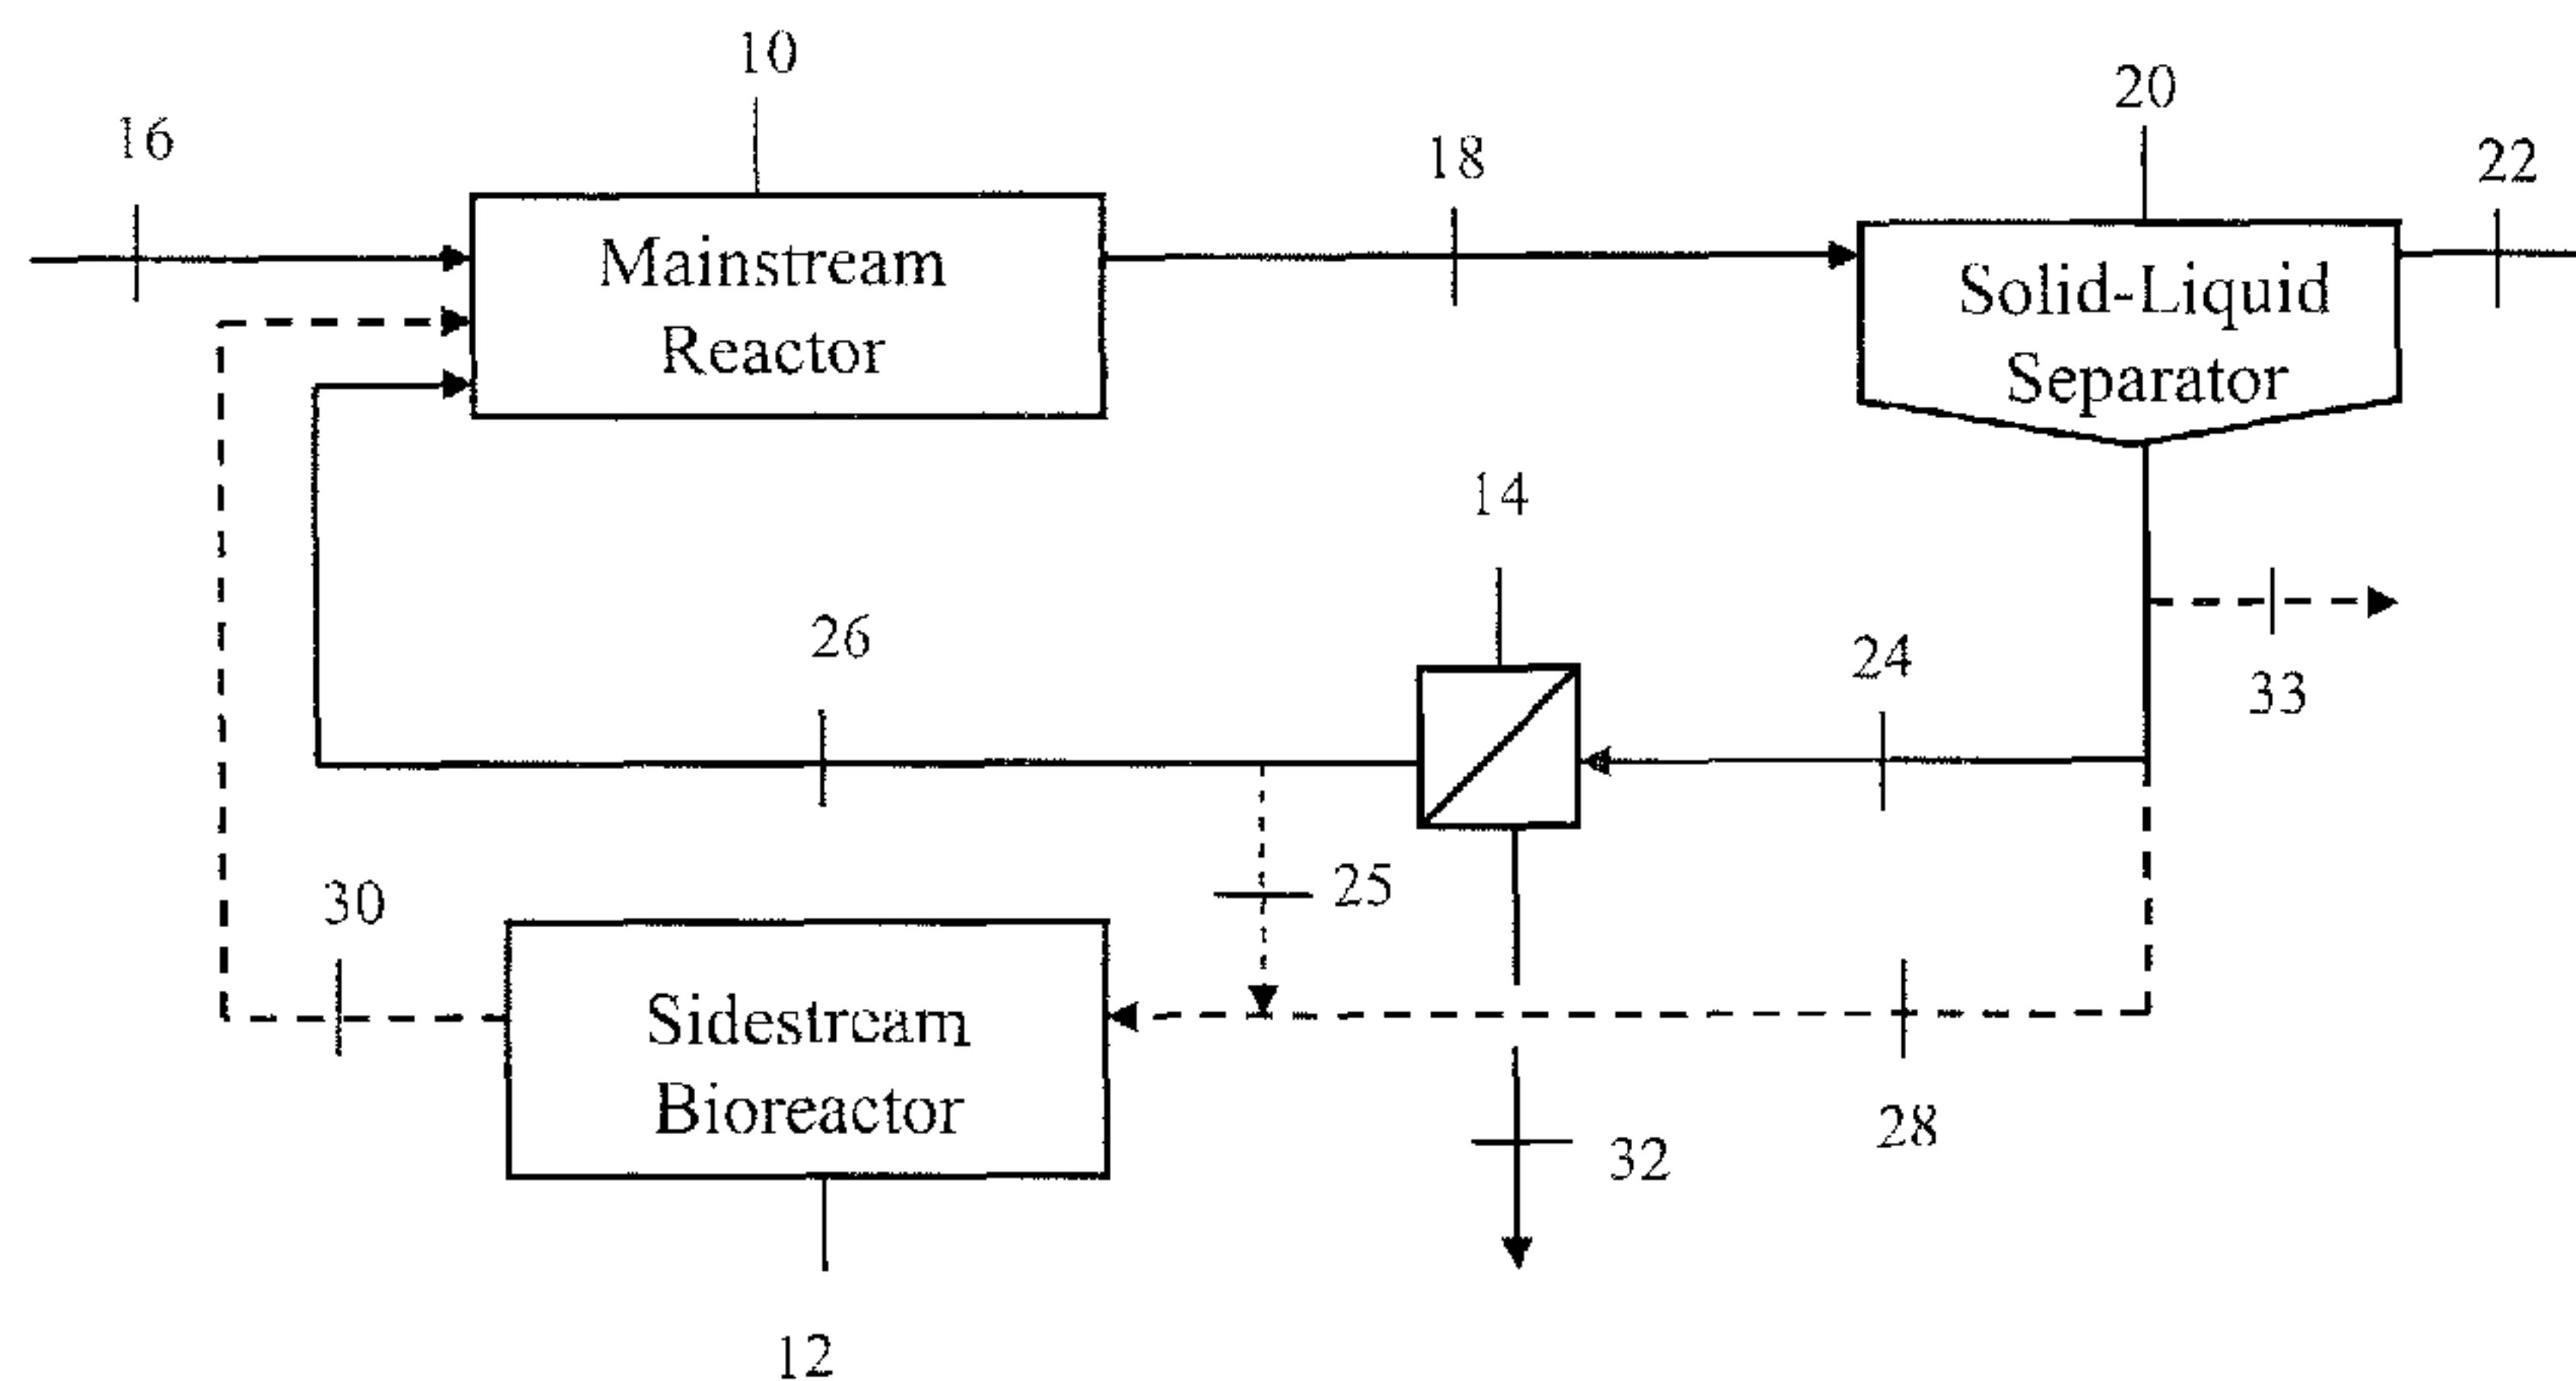 10
20
16
18
22
Mainstream
Reactor
Solid-Liquid
Separator
14
26
24
33
25
30
Sidestream
Bioreactor
28
32
12